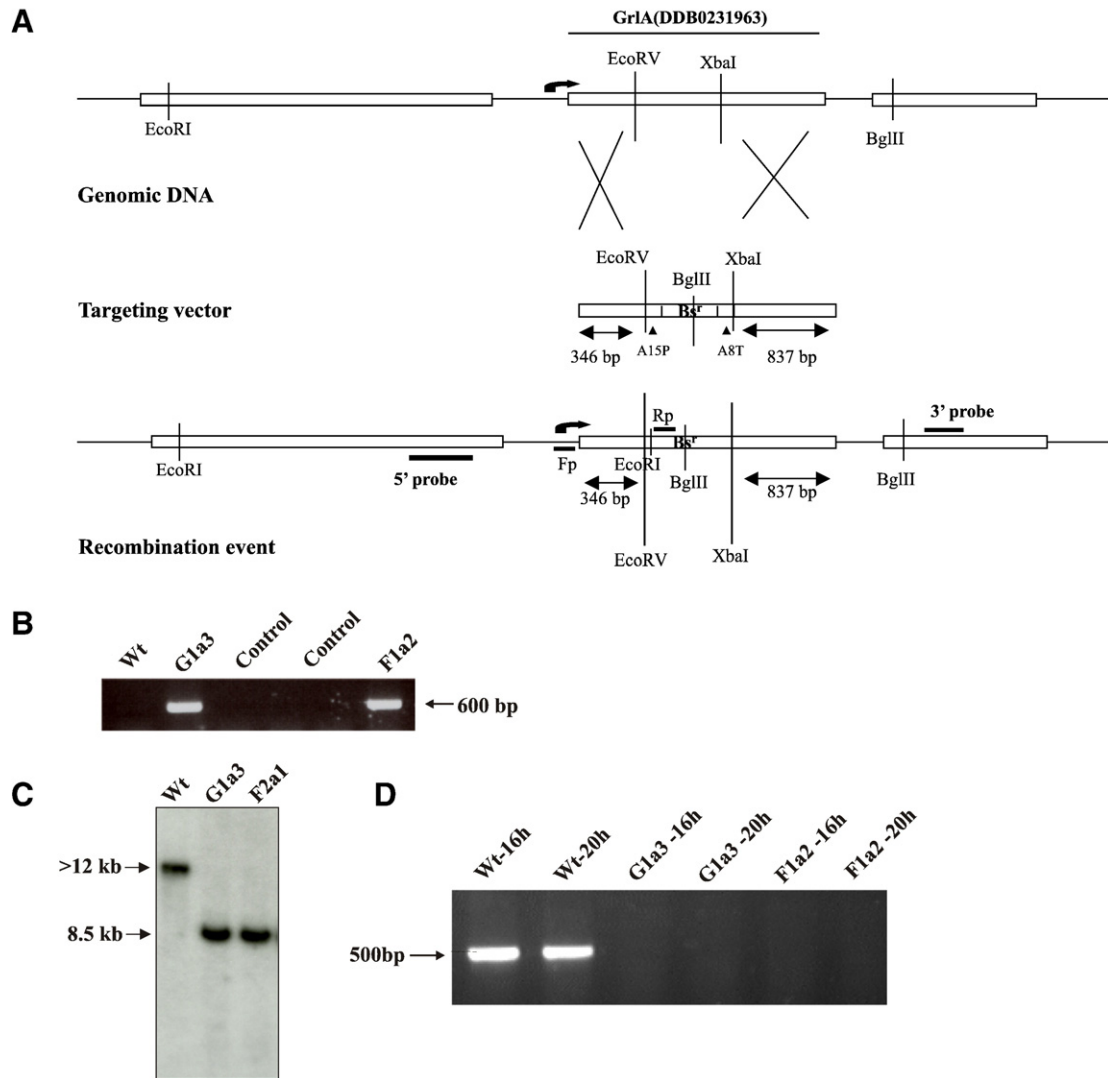 A
GrlA(DDB0231963)
EcoRV
XbaI
EcoRI
BglII
Genomic DNA
EcoRV
BglII
XbaI
Targeting vector
Bsʳ
346 bp
A15P
A8T
837 bp
Rp
3' probe
Bsʳ
EcoRI
5' probe
Fp
EcoRI
346 bp
BglII
837 bp
BglII
Recombination event
EcoRV
XbaI
B
Wt
G1a3
Control
Control
F1a2
600 bp
C
Wt
G1a3
F2a1
>12 kb
8.5 kb
D
Wt-16h
Wt-20h
G1a3 -16h
G1a3 -20h
F1a2 -16h
F1a2 -20h
500bp